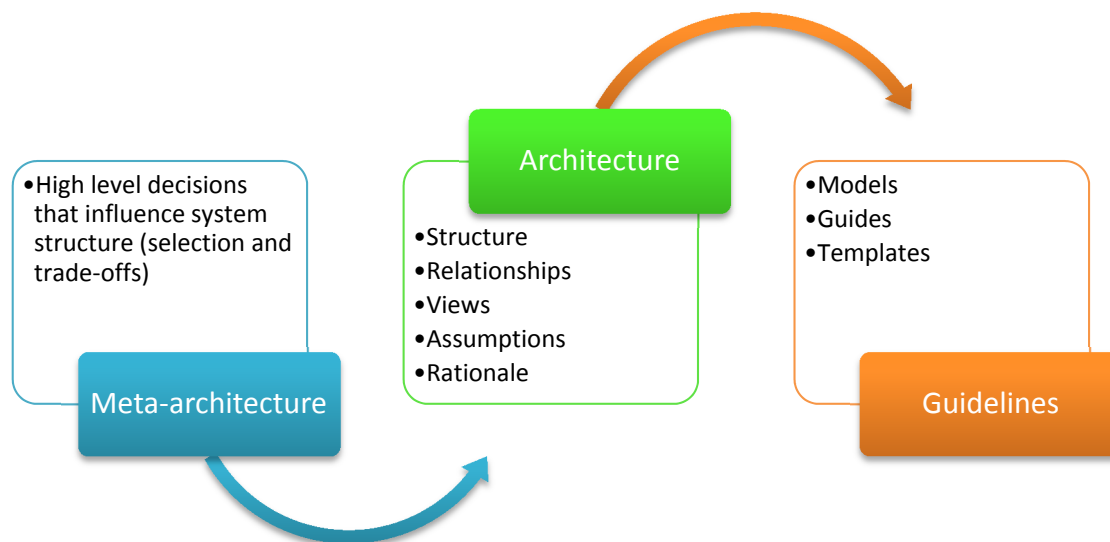 •High level decisions
that influence system
structure (selection and
trade-offs)
Meta-architecture
Architecture
•Structure
•Relationships
•Views
•Assumptions
•Rationale
•Models
•Guides
•Templates
Guidelines